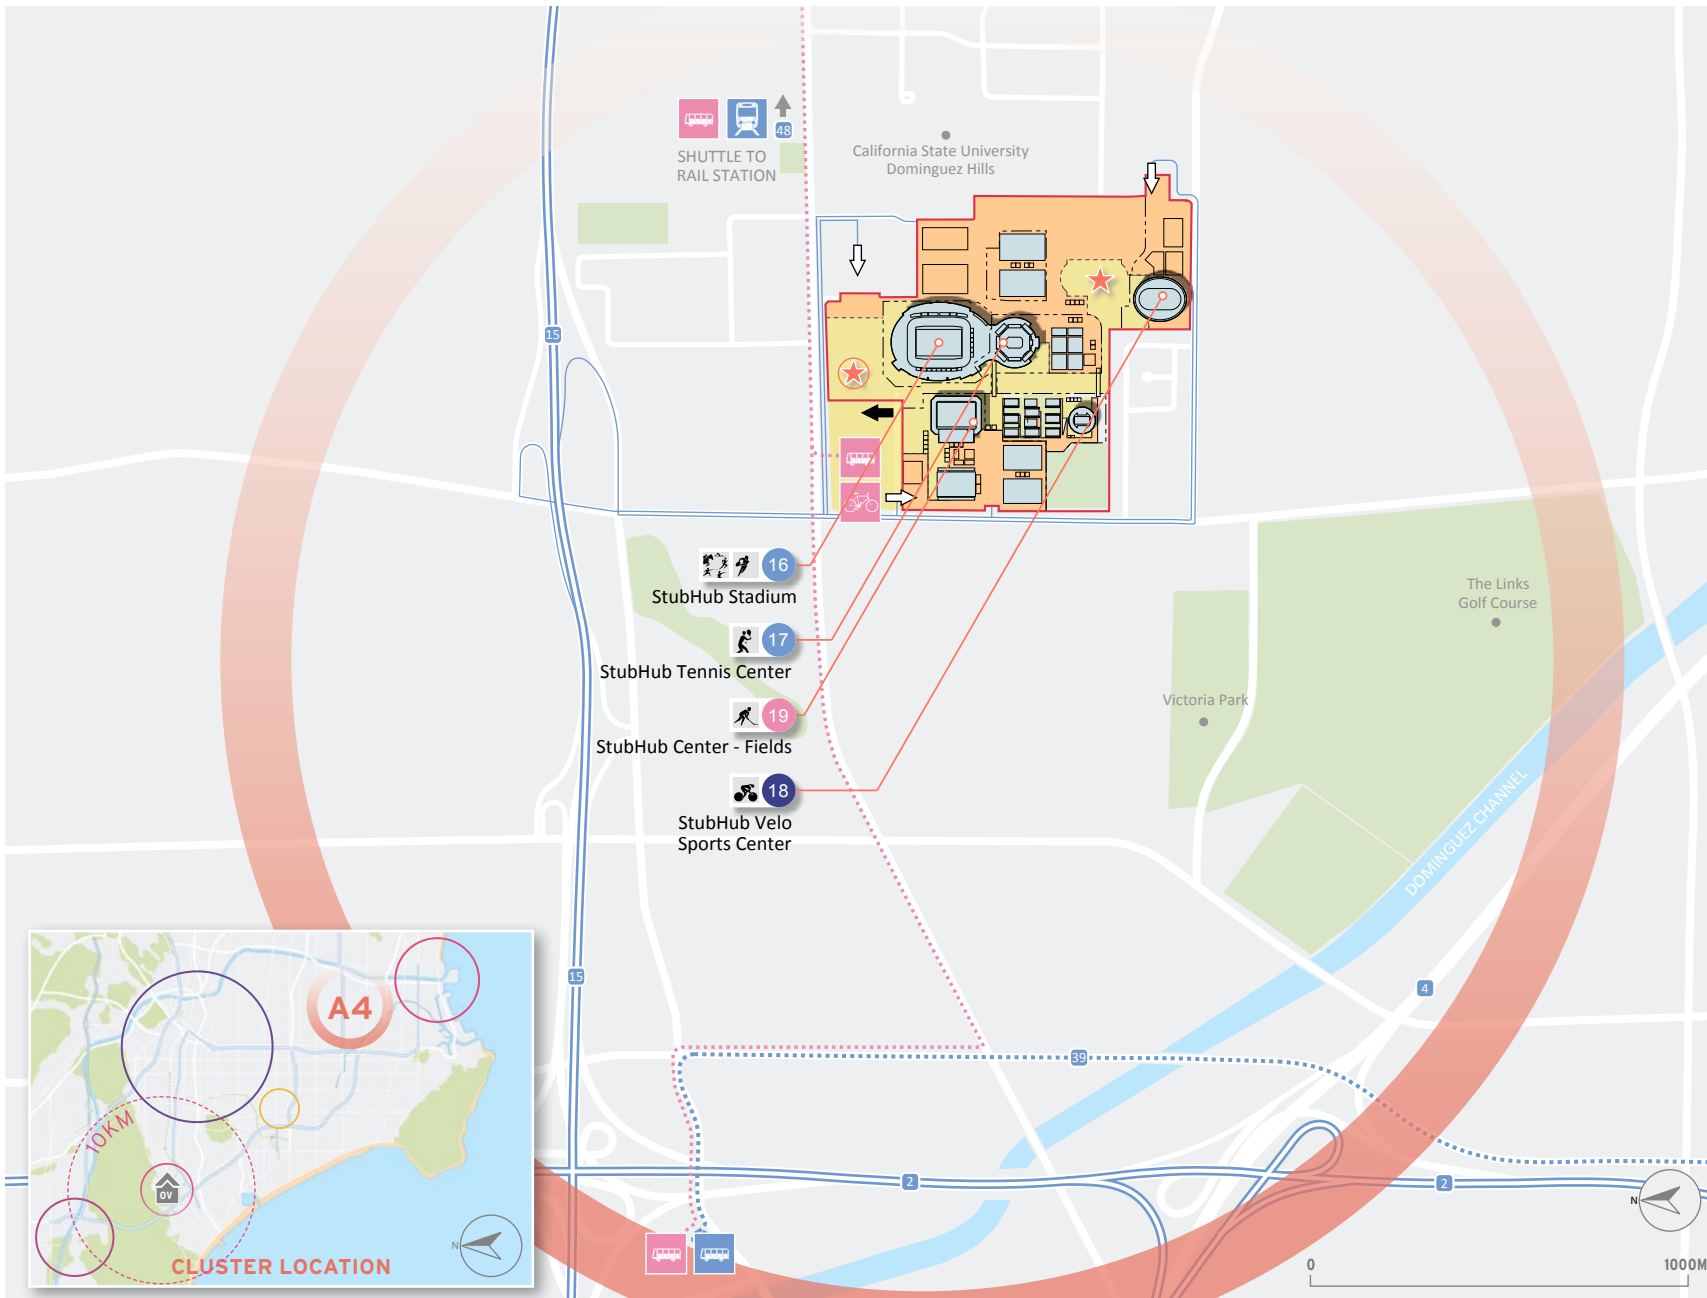 48
SHUTTLE TO
RAIL STATION
California State University
Dominguez Hills
15
16
StubHub Stadium
17
StubHub Tennis Center
19
StubHub Center - Fields
18
StubHub Velo
Sports Center
The Links
Golf Course
Victoria Park
DOMINGUEZ CHANNEL
15
4
39
2
2
N
0
1000M
A4
10KM
OV
N
CLUSTER LOCATION